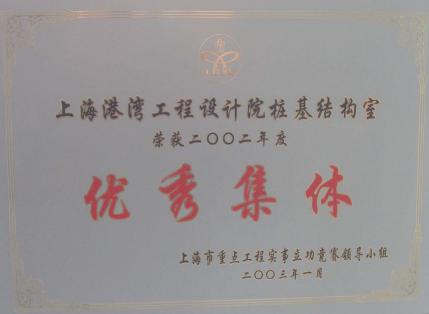 上海港湾工程设计院桩基结构室
荣获二〇〇二年度
优秀集体
上海市重点工程实事立功竞赛领导小组
二〇〇三年一月